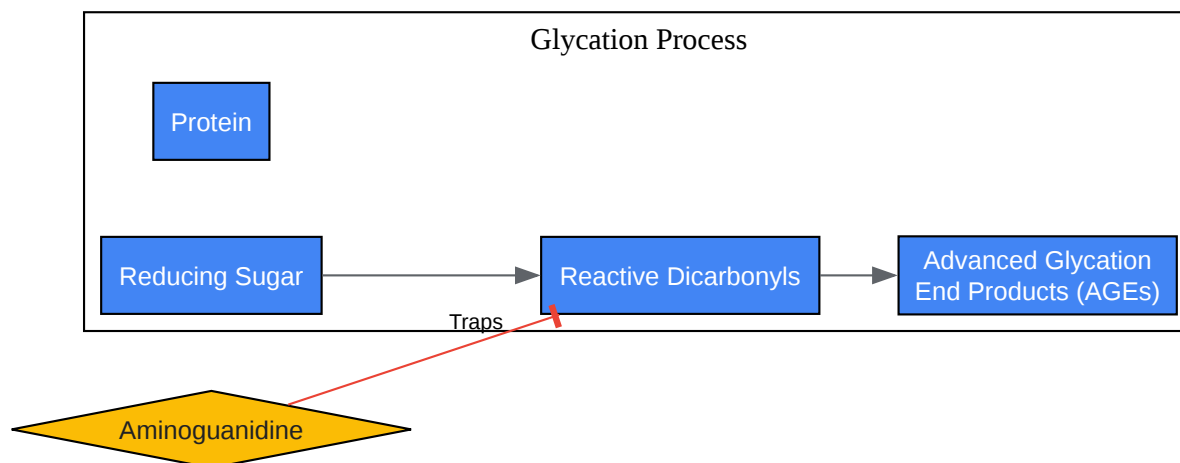 Glycation Process
Protein
Reducing Sugar
Reactive Dicarbonyls
Advanced Glycation
End Products (AGEs)
Traps
Aminoguanidine